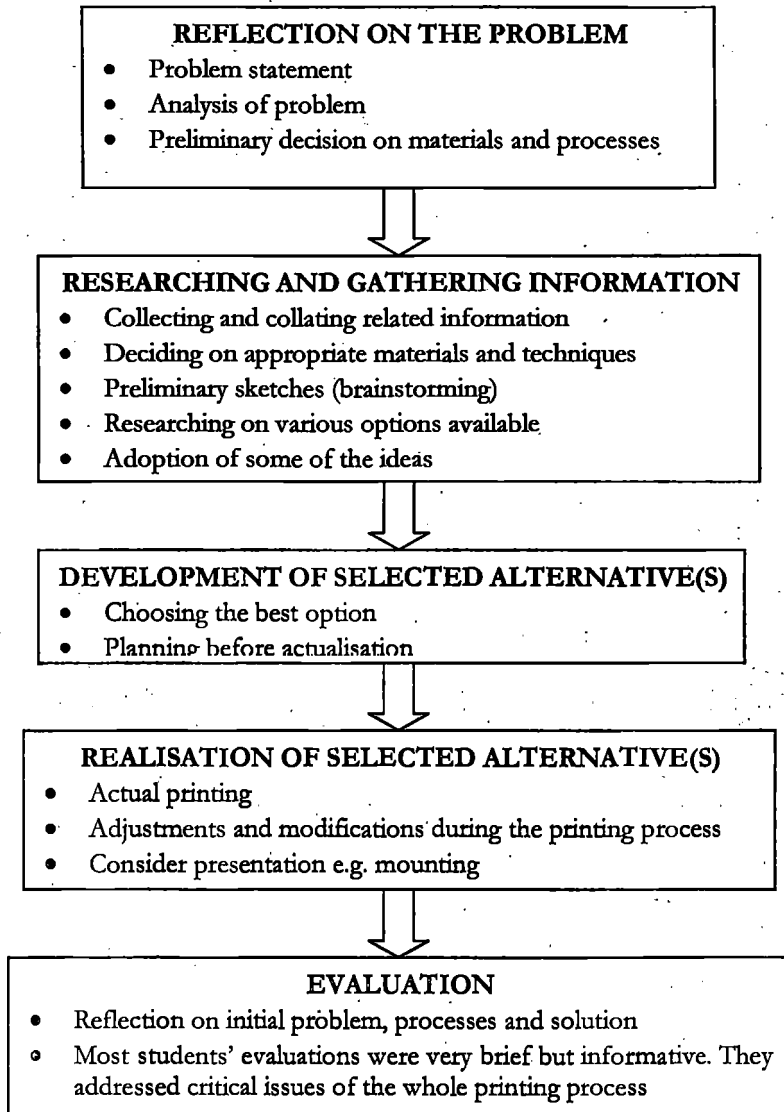 REFLECTION ON THE PROBLEM
• Problem statement
• Analysis of problem
• Preliminary decision on materials and processes
RESEARCHING AND GATHERING INFORMATION
• Collecting and collating related information
• Deciding on appropriate materials and techniques
• Preliminary sketches (brainstorming)
• Researching on various options available
• Adoption of some of the ideas
DEVELOPMENT OF SELECTED ALTERNATIVE(S)
• Choosing the best option
• Planning before actualisation
REALISATION OF SELECTED ALTERNATIVE(S)
• Actual printing
• Adjustments and modifications during the printing process
• Consider presentation e.g. mounting
EVALUATION
• Reflection on initial problem, processes and solution
• Most students' evaluations were very brief but informative. They
addressed critical issues of the whole printing process